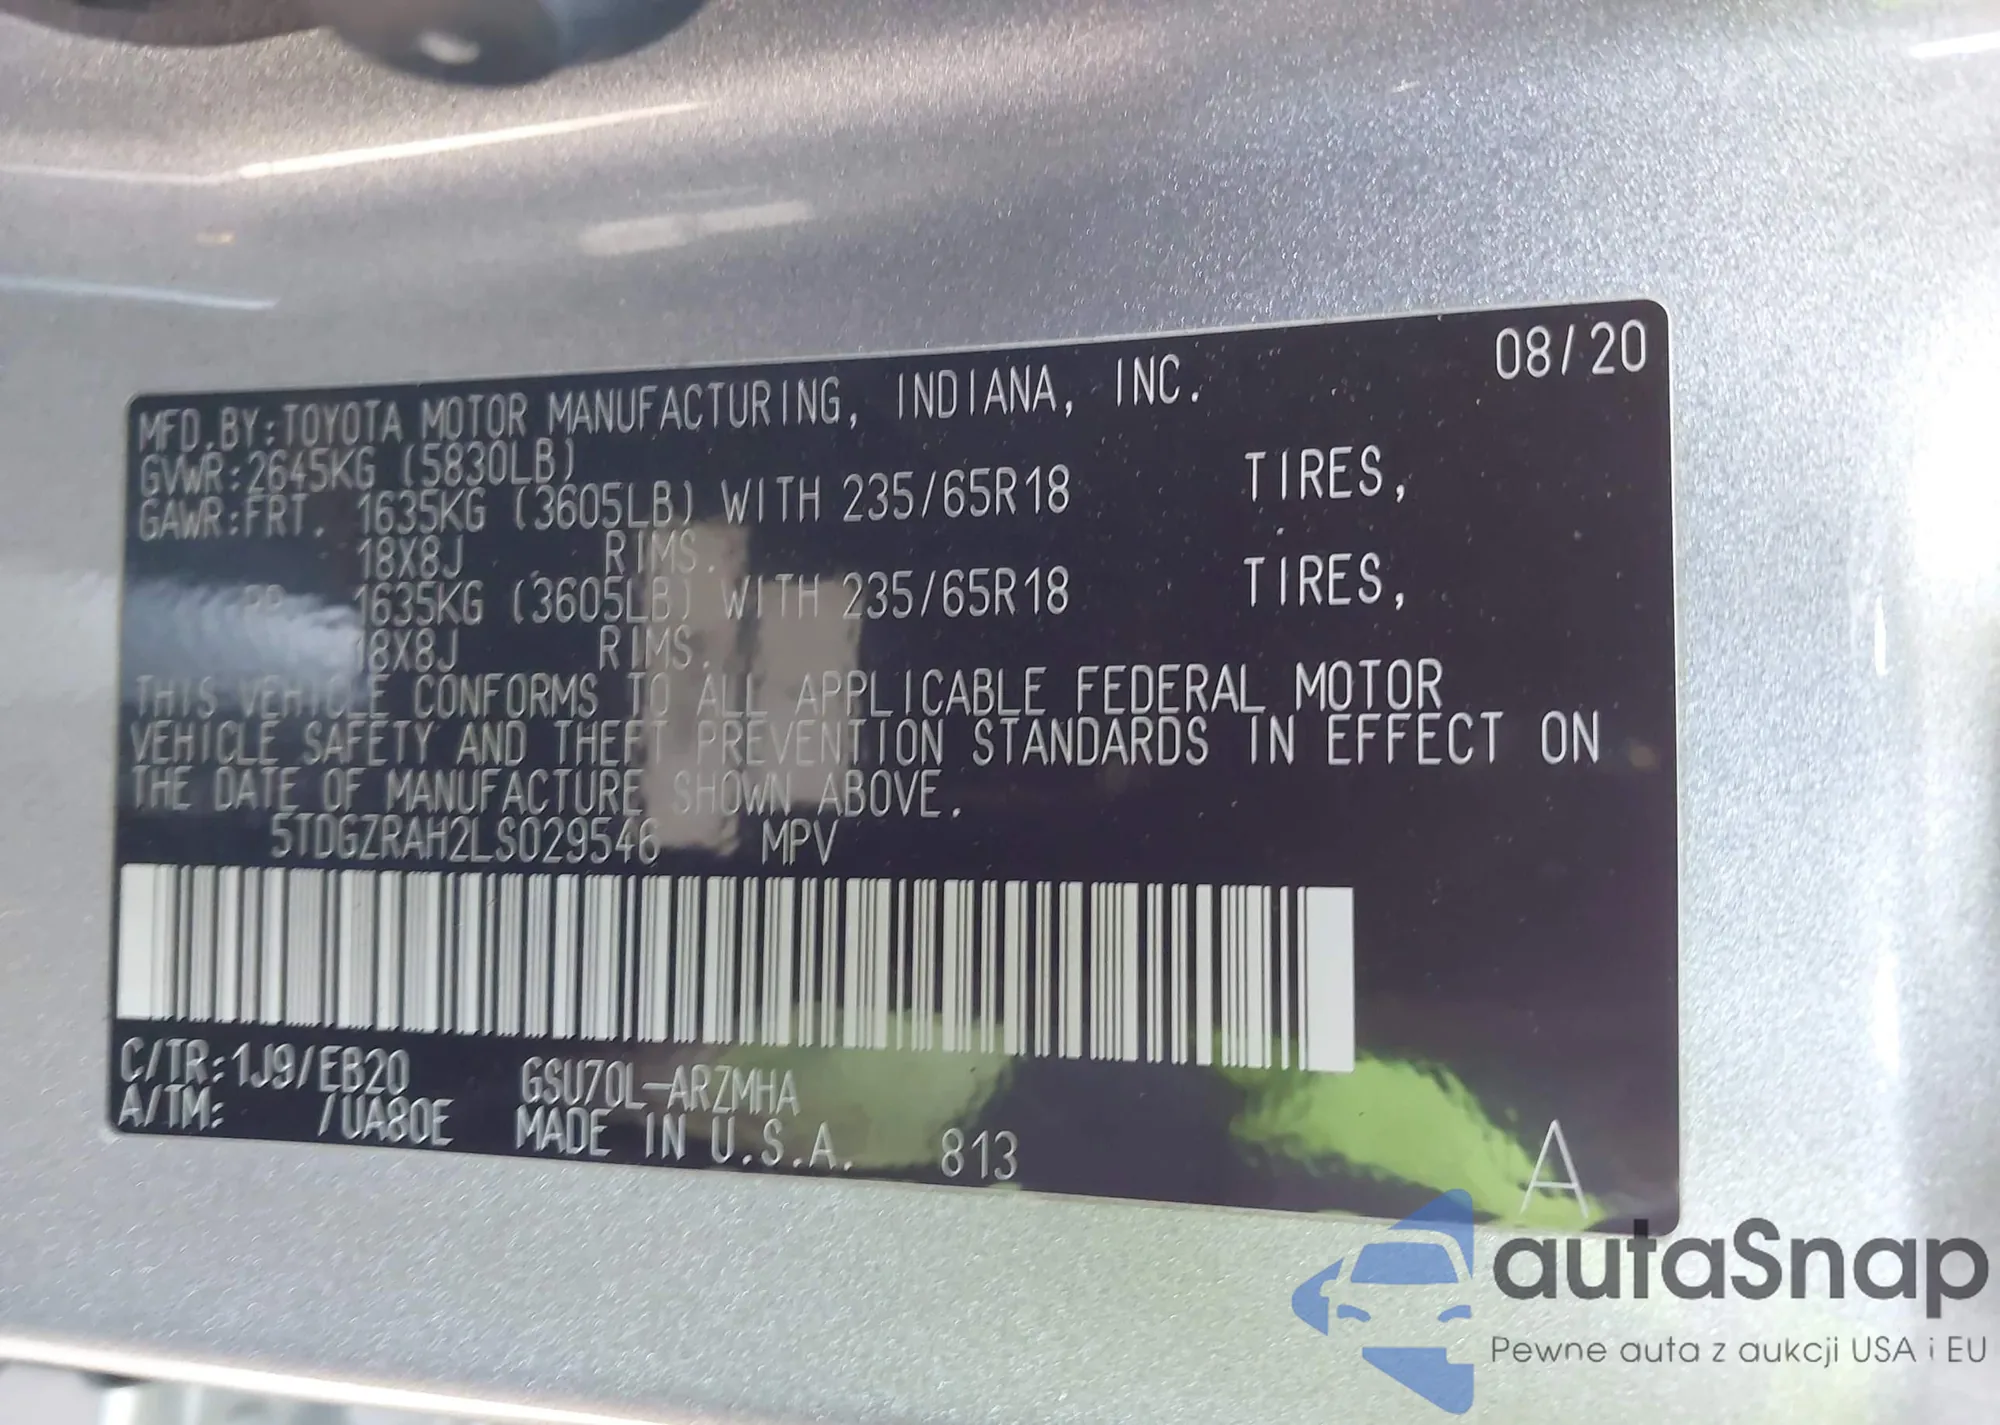 08/20
MFD.BY:TOYOTA MOTOR MANUFACTURING, INDIANA, INC.
GVWR:2645KG (5830LB)
GAWR:FRT. 1635KG (3605LB) WITH 235/65R18 TIRES,
18X8J RIMS.
RR. 1635KG (3605LB) WITH 235/65R18 TIRES,
18X8J RIMS.
THIS VEHICLE CONFORMS TO ALL APPLICABLE FEDERAL MOTOR
VEHICLE SAFETY AND THEFT PREVENTION STANDARDS IN EFFECT ON
THE DATE OF MANUFACTURE SHOWN ABOVE.
5TDGZRAH2LS029546 MPV
C/TR:1J9/EB20 GSU70L-ARZMHA
A/TM: /UA80E MADE IN U.S.A. 813
A
autaSnap
Pewne auta z aukcji USA i EU